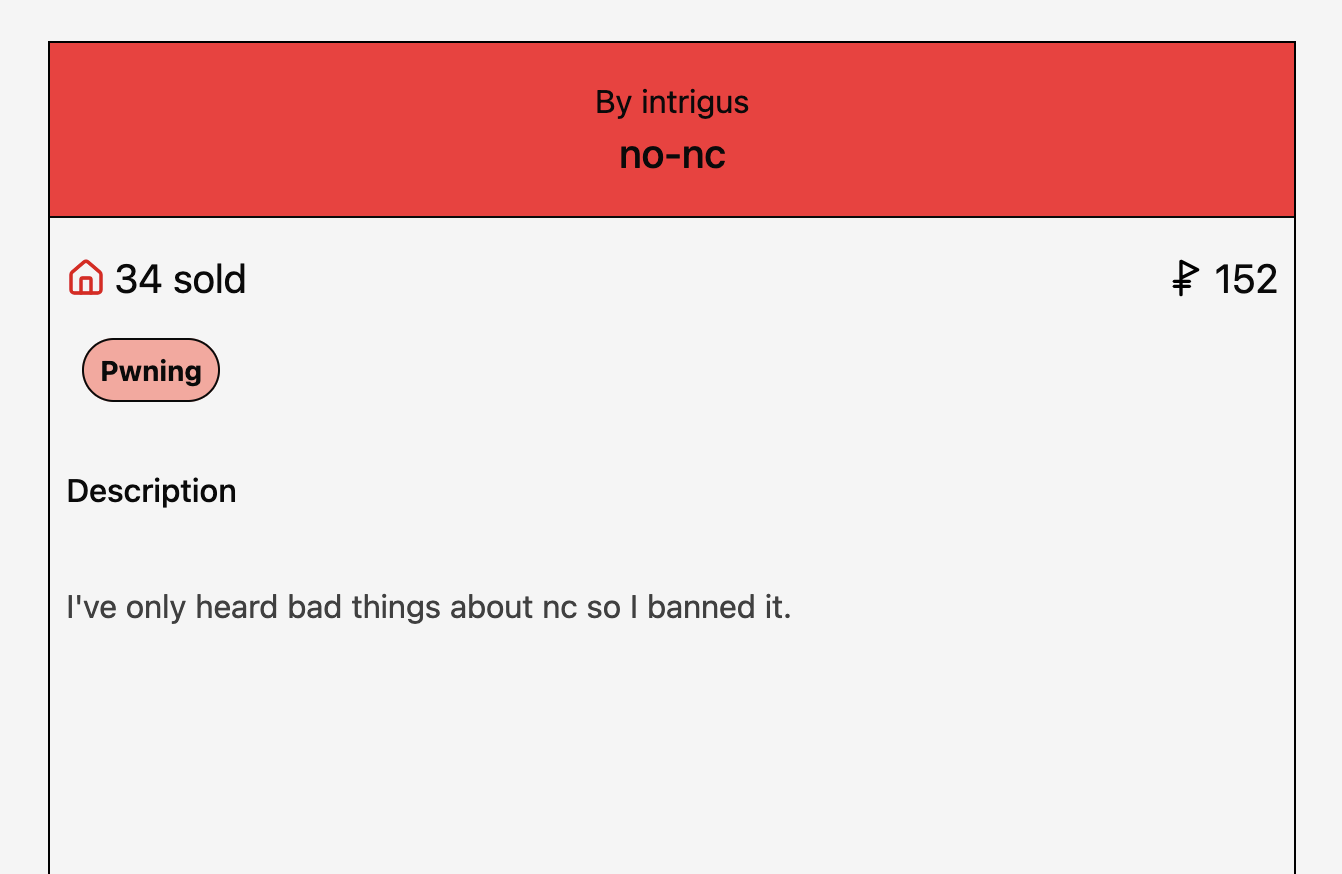 By intrigus
no-nc
34 sold
152
Pwning
Description
I've only heard bad things about nc so I banned it.